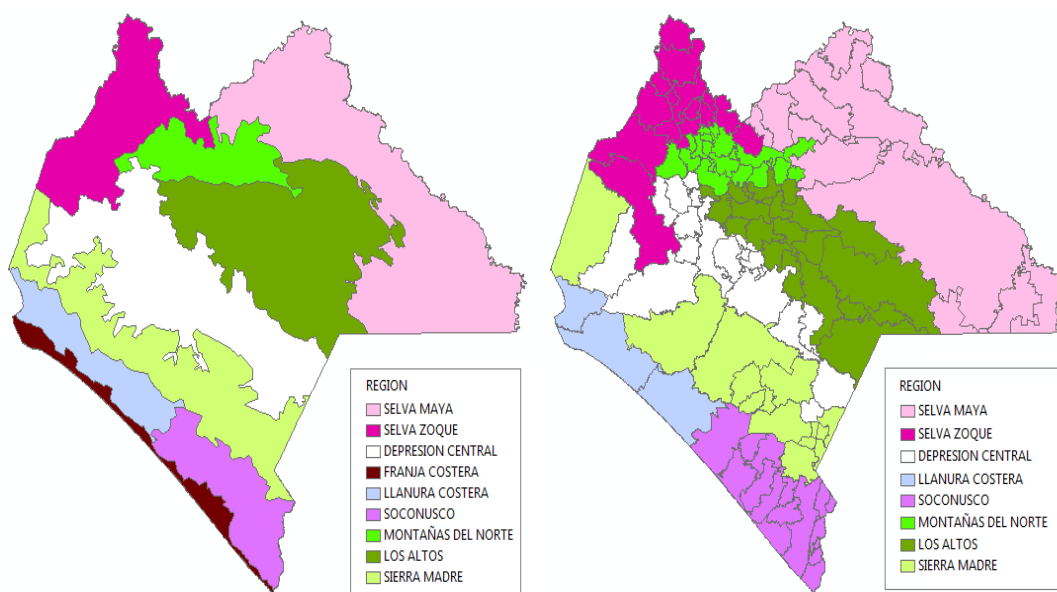 REGION
SELVA MAYA
SELVA ZOQUE
DEPRESION CENTRAL
FRANJA COSTERA
LLANURA COSTERA
SOCONUSCO
MONTAÑAS DEL NORTE
LOS ALTOS
SIERRA MADRE
REGION
SELVA MAYA
SELVA ZOQUE
DEPRESION CENTRAL
LLANURA COSTERA
SOCONUSCO
MONTAÑAS DEL NORTE
LOS ALTOS
SIERRA MADRE